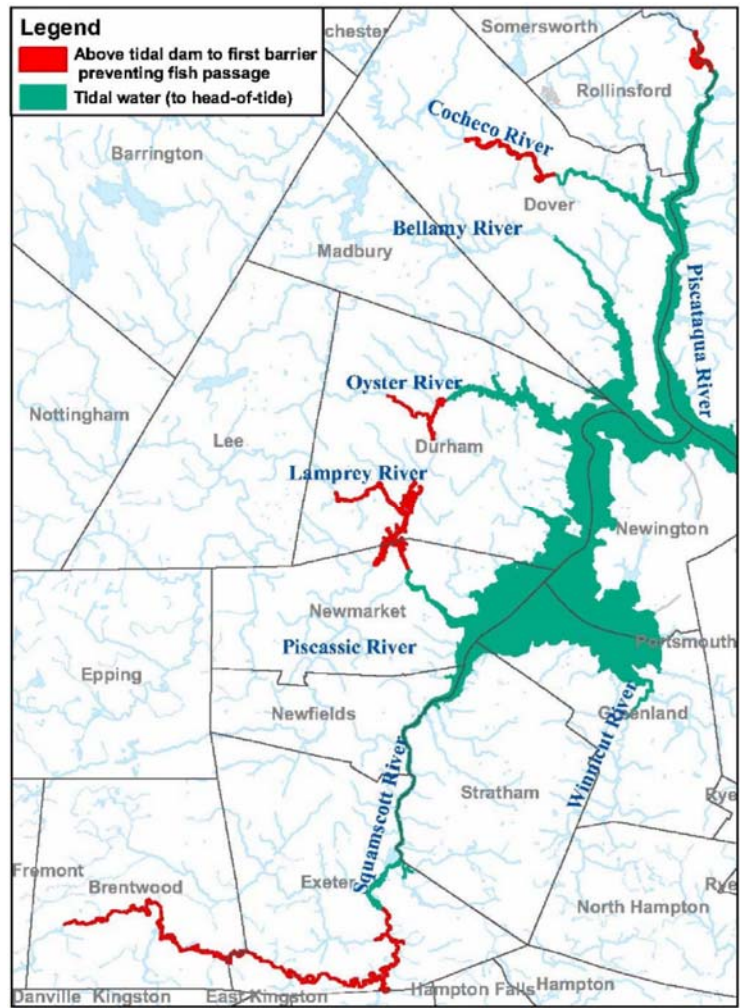 Legend
Above tidal dam to first barrier
preventing fish passage
Tidal water (to head-of-tide)
chester
Somersworth
Rollinsford
Cocheco River
Barrington
Dover
Madbury
Bellamy River
Piscataqua River
Oyster River
Nottingham
Lee
Durham
Lamprey River
Newington
Newmarket
Portsmouth
Piscassic River
Epping
Newfields
Greenland
Winnicut River
Squamscott River
Stratham
Rye
Fremont
Brentwood
Exeter
Rye
North Hampton
Danville
Kingston
East Kingston
Hampton Falls
Hampton